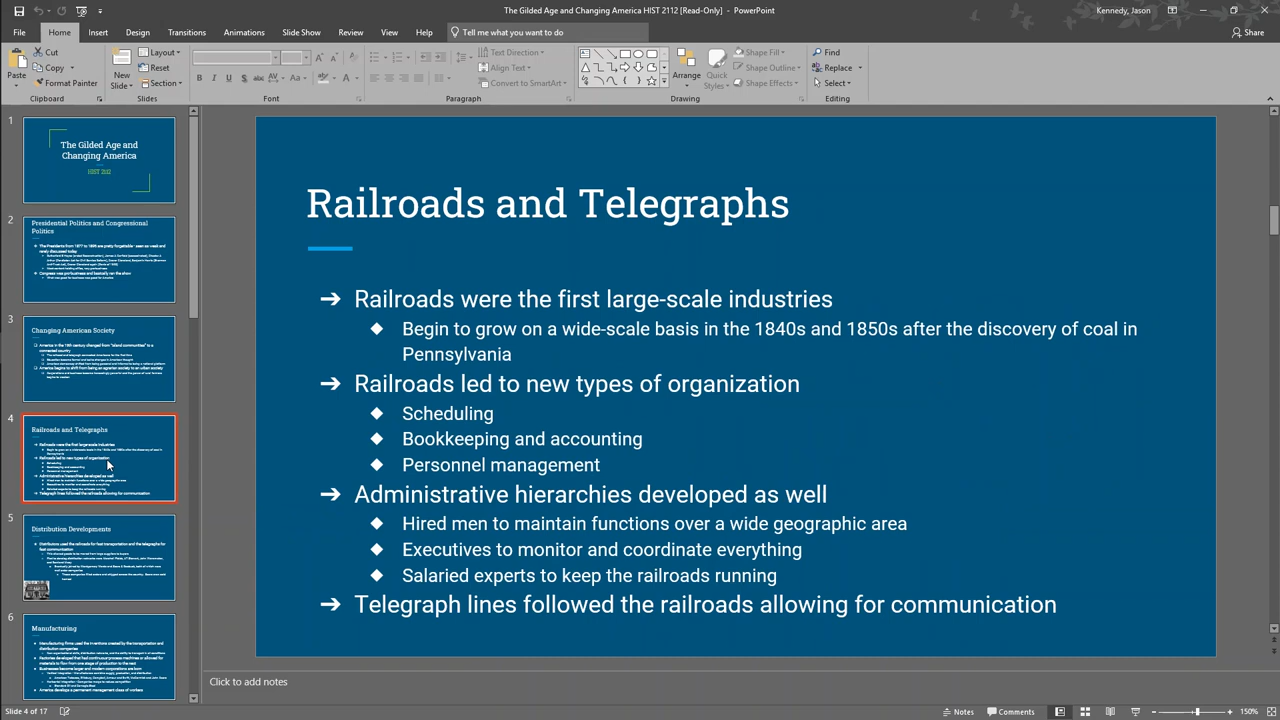 The Gilded Age and Changing America HIST 2112 [Read-Only] - PowerPoint
Kennedy, Jason
File Home Insert Design Transitions Animations Slide Show Review View Help Tell me what you want to do Share
Paste
Cut
Copy
Format Painter
Clipboard
New
Slide
Layout
Reset
Section
Slides
Font
Text Direction
Align Text
Convert to SmartArt
Paragraph
Arrange
Quick
Styles
Shape Fill
Shape Outline
Shape Effects
Drawing
Find
Replace
Select
Editing
1
The Gilded Age and
Changing America
HIST 2112
2
Presidential Politics and Congressional
Politics
3
Changing American Society
4
Railroads and Telegraphs
5
Distribution Developments
6
Manufacturing
Railroads and Telegraphs
➔ Railroads were the first large-scale industries
◆ Begin to grow on a wide-scale basis in the 1840s and 1850s after the discovery of coal in
Pennsylvania
➔ Railroads led to new types of organization
◆ Scheduling
◆ Bookkeeping and accounting
◆ Personnel management
➔ Administrative hierarchies developed as well
◆ Hired men to maintain functions over a wide geographic area
◆ Executives to monitor and coordinate everything
◆ Salaried experts to keep the railroads running
➔ Telegraph lines followed the railroads allowing for communication
Click to add notes
Slide 4 of 17
Notes
Comments
150%